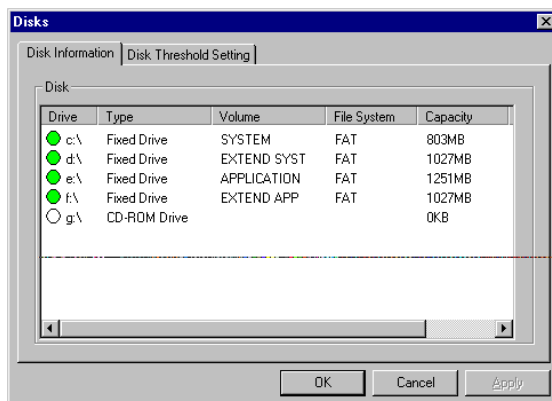 Disks
Disk Information Disk Threshold Setting
Disk
Drive Type Volume File System Capacity
c:\ Fixed Drive SYSTEM FAT 803MB
d:\ Fixed Drive EXTEND SYST FAT 1027MB
e:\ Fixed Drive APPLICATION FAT 1251MB
f:\ Fixed Drive EXTEND APP FAT 1027MB
g:\ CD-ROM Drive 0KB
OK Cancel Apply